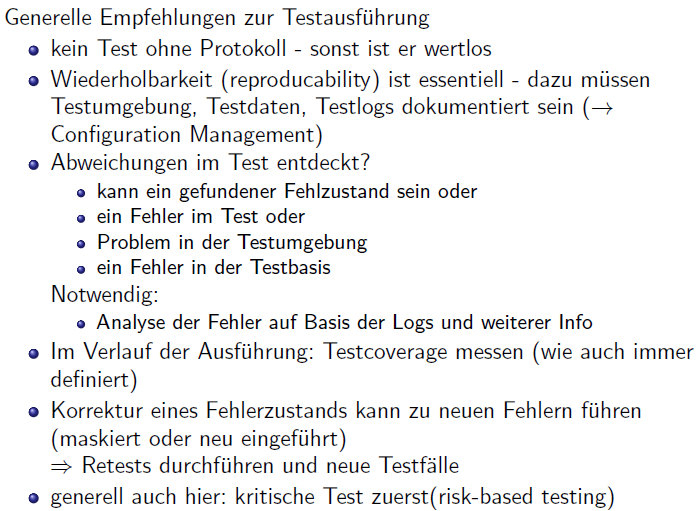 Generelle Empfehlungen zur Testausführung
kein Test ohne Protokoll - sonst ist er wertlos
Wiederholbarkeit (reproducability) ist essentiell - dazu müssen
Testumgebung, Testdaten, Testlogs dokumentiert sein (→
Configuration Management)
Abweichungen im Test entdeckt?
kann ein gefundener Fehlzustand sein oder
ein Fehler im Test oder
Problem in der Testumgebung
ein Fehler in der Testbasis
Notwendig:
Analyse der Fehler auf Basis der Logs und weiterer Info
Im Verlauf der Ausführung: Testcoverage messen (wie auch immer
definiert)
Korrektur eines Fehlerzustands kann zu neuen Fehlern führen
(maskiert oder neu eingeführt)
⇒ Retests durchführen und neue Testfälle
generell auch hier: kritische Test zuerst(risk-based testing)